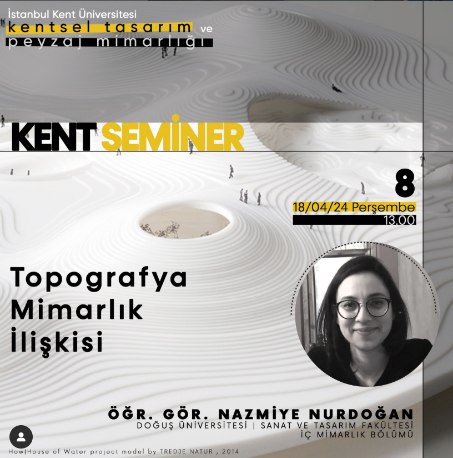 İstanbul Kent Üniversitesi
kentsel tasarım ve
peyzaj mimarlığı
KENT SEMİNER
8
18/04/24 Perşembe
13.00
Topografya
Mimarlık
İlişkisi
ÖĞR. GÖR. NAZMİYE NURDOĞAN
DOĞUŞ ÜNİVERSİTESİ | SANAT VE TASARIM FAKÜLTESİ
İÇ MİMARLIK BÖLÜMÜ
House of Water project model by NATUR , 2014